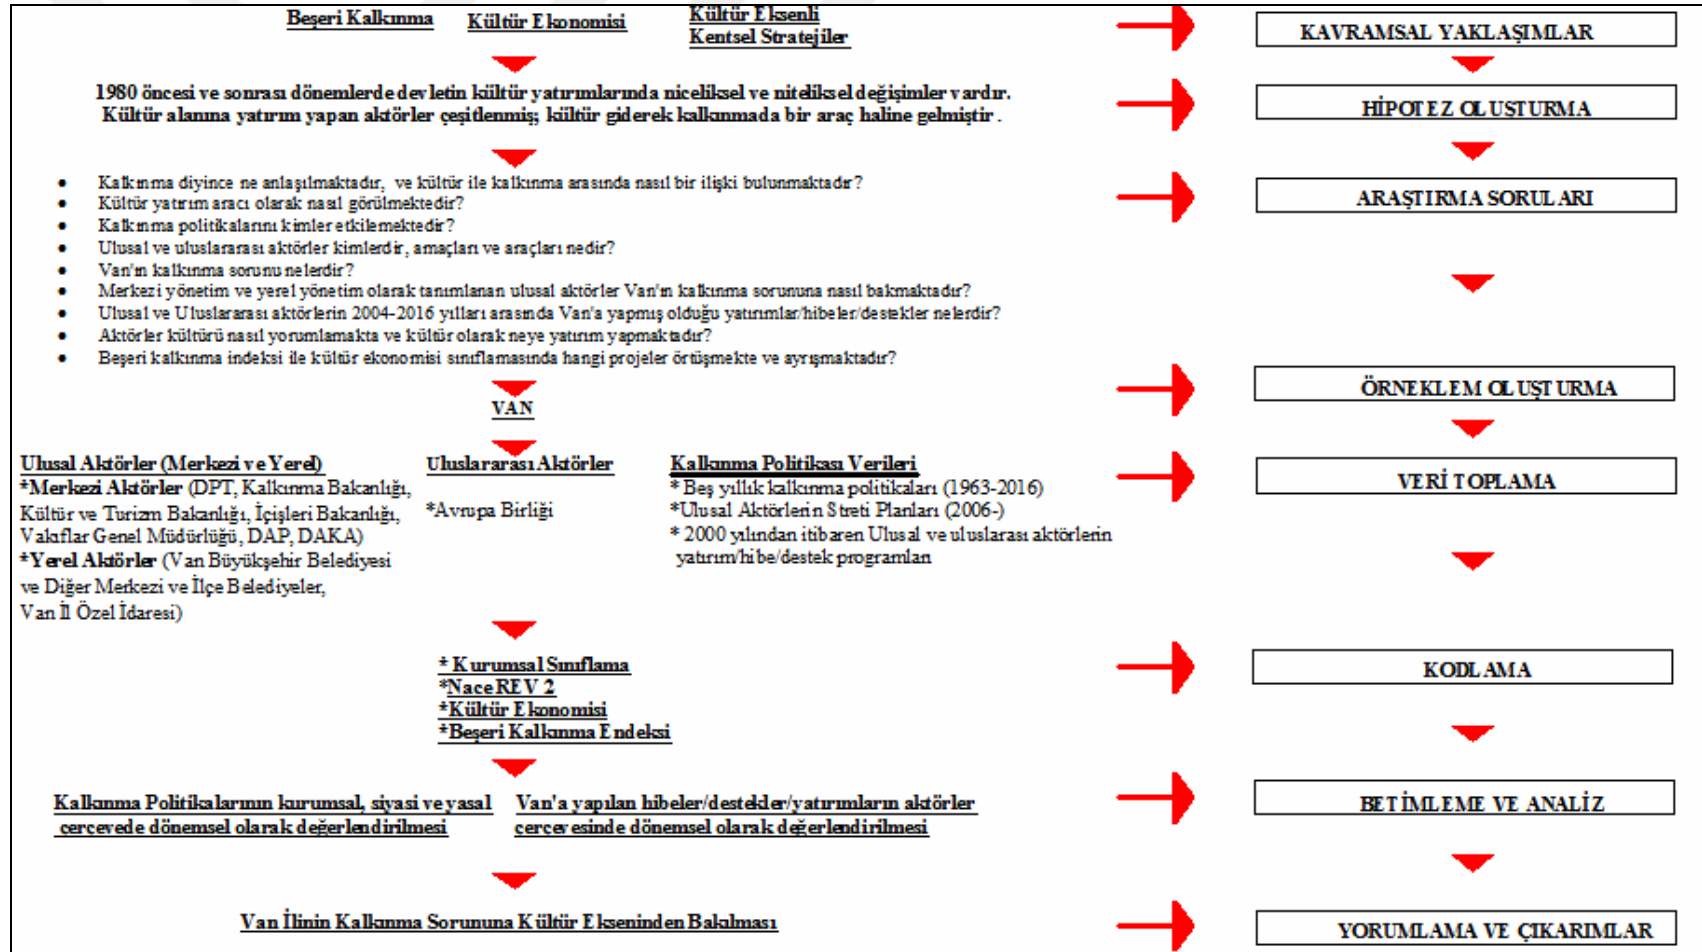 Beşeri Kalkınma
Kültür Ekonomisi
Kültür Eksenli
Kentsel Stratejiler
KAVRAMSAL YAKLAŞIMLAR
1980 öncesi ve sonrası dönemlerde devletin kültür yatırımlarında niceliksel ve niteliksel değişimler vardır.
Kültür alanına yatırım yapan aktörler çeşitlenmiş; kültür giderek kalkınmada bir araç haline gelmiştir .
HİPOTEZ OLUŞTURMA
• Kalkınma diyince ne anlaşılmaktadır, ve kültür ile kalkınma arasında nasıl bir ilişki bulunmaktadır?
• Kültür yatırım aracı olarak nasıl görülmektedir?
• Kalkınma politikalarını kimler etkilemektedir?
• Ulusal ve uluslararası aktörler kimlerdir, amaçları ve araçları nedir?
• Van'ın kalkınma sorunu nelerdir?
• Merkezi yönetim ve yerel yönetim olarak tanımlanan ulusal aktörler Van'ın kalkınma sorununa nasıl bakmaktadır?
• Ulusal ve Uluslararası aktörlerin 2004-2016 yılları arasında Van'a yapmış olduğu yatırımlar/hibeler/destekler nelerdir?
• Aktörler kültürü nasıl yorumlamakta ve kültür olarak neye yatırım yapmaktadır?
• Beşeri kalkınma indeksi ile kültür ekonomisi sınıflamasında hangi projeler örtüşmekte ve ayrışmaktadır?
ARAŞTIRMA SORULARI
VAN
ÖRNEKLEM OLUŞTURMA
Ulusal Aktörler (Merkezi ve Yerel)
*Merkezi Aktörler (DPT, Kalkınma Bakanlığı,
Kültür ve Turizm Bakanlığı, İçişleri Bakanlığı,
Vakıflar Genel Müdürlüğü, DAP, DAKA)
*Yerel Aktörler (Van Büyükşehir Belediyesi
ve Diğer Merkezi ve İlçe Belediyeler,
Van İl Özel İdaresi)
Uluslararası Aktörler
*Avrupa Birliği
Kalkınma Politikası Verileri
* Beş yıllık kalkınma politikaları (1963-2016)
*Ulusal Aktörlerin Streti Planları (2006-)
* 2000 yılından itibaren Ulusal ve uluslarası aktörlerin
yatırım/hibe/destek programları
VERİ TOPLAMA
* Kurumsal Sınıflama
*Nace REV 2
*Kültür Ekonomisi
*Beşeri Kalkınma Endeksi
KODLAMA
Kalkınma Politikalarının kurumsal, siyasi ve yasal
cercevede dönemsel olarak değerlendirilmesi
Van'a yapılan hibeler/destekler/yatırımların aktörler
cercevesinde dönemsel olarak değerlendirilmesi
BETİMLEME VE ANALİZ
Van İlinin Kalkınma Sorununa Kültür Ekseninden Bakılması
YORUMLAMA VE ÇIKARIMLAR